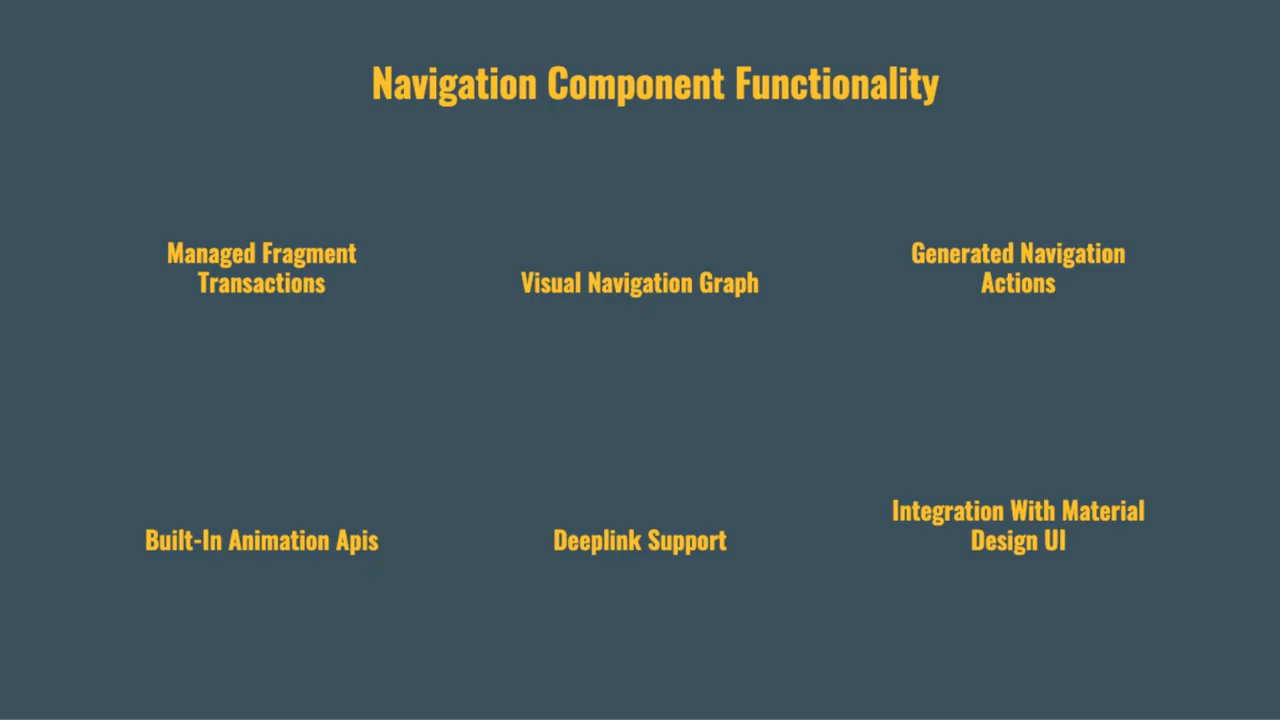 Navigation Component Functionality
Managed Fragment
Transactions
Visual Navigation Graph
Generated Navigation
Actions
Built-In Animation Apis
Deeplink Support
Integration With Material
Design UI